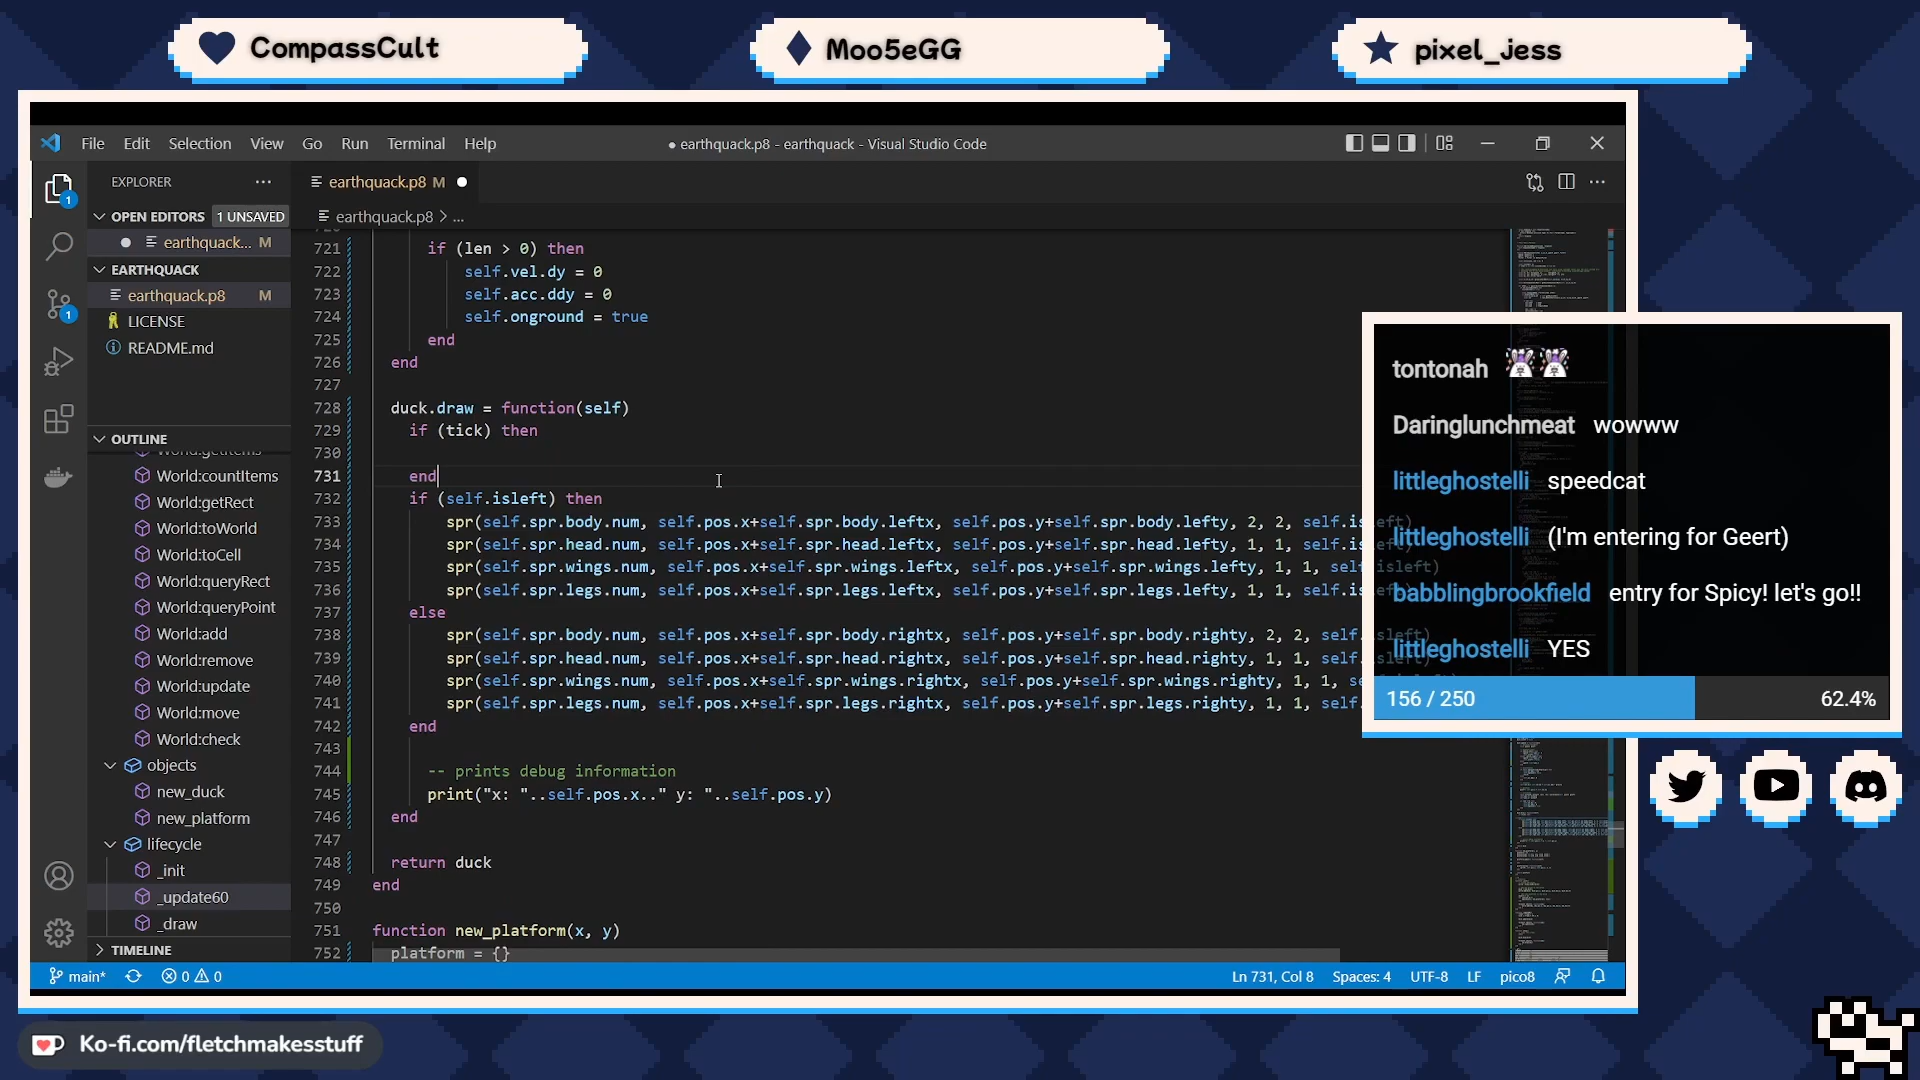 CompassCult
Moo5eGG
pixel_jess
File Edit Selection View Go Run Terminal Help
● earthquack.p8 - earthquack - Visual Studio Code
EXPLORER
OPEN EDITORS 1 UNSAVED
earthquack... M
EARTHQUACK
earthquack.p8 M
LICENSE
README.md
OUTLINE
World:getItems
World:countItems
World:getRect
World:toWorld
World:toCell
World:queryRect
World:queryPoint
World:add
World:remove
World:update
World:move
World:check
objects
new_duck
new_platform
lifecycle
_init
_update60
_draw
TIMELINE
earthquack.p8 M
earthquack.p8 > ...
721 if (len > 0) then
722 self.vel.dy = 0
723 self.acc.ddy = 0
724 self.onground = true
725 end
726 end
727
728 duck.draw = function(self)
729 if (tick) then
730
731 end
732 if (self.isleft) then
733 spr(self.spr.body.num, self.pos.x+self.spr.body.leftx, self.pos.y+self.spr.body.lefty, 2, 2, self.isleft)
734 spr(self.spr.head.num, self.pos.x+self.spr.head.leftx, self.pos.y+self.spr.head.lefty, 1, 1, self.isleft)
735 spr(self.spr.wings.num, self.pos.x+self.spr.wings.leftx, self.pos.y+self.spr.wings.lefty, 1, 1, self.isleft)
736 spr(self.spr.legs.num, self.pos.x+self.spr.legs.leftx, self.pos.y+self.spr.legs.lefty, 1, 1, self.isleft)
737 else
738 spr(self.spr.body.num, self.pos.x+self.spr.body.rightx, self.pos.y+self.spr.body.righty, 2, 2, self.isleft)
739 spr(self.spr.head.num, self.pos.x+self.spr.head.rightx, self.pos.y+self.spr.head.righty, 1, 1, self.isleft)
740 spr(self.spr.wings.num, self.pos.x+self.spr.wings.rightx, self.pos.y+self.spr.wings.righty, 1, 1, se
741 spr(self.spr.legs.num, self.pos.x+self.spr.legs.rightx, self.pos.y+self.spr.legs.righty, 1, 1, self.
742 end
743
744 -- prints debug information
745 print("x: "..self.pos.x.." y: "..self.pos.y)
746 end
747
748 return duck
749 end
750
751 function new_platform(x, y)
752 platform = {}
main* 0 0
Ln 731, Col 8 Spaces: 4 UTF-8 LF pico8
tontonah
Daringlunchmeat wowww
littleghostelli speedcat
littleghostelli (I'm entering for Geert)
babblingbrookfield entry for Spicy! let's go!!
littleghostelli YES
156 / 250 62.4%
Ko-fi.com/fletchmakesstuff